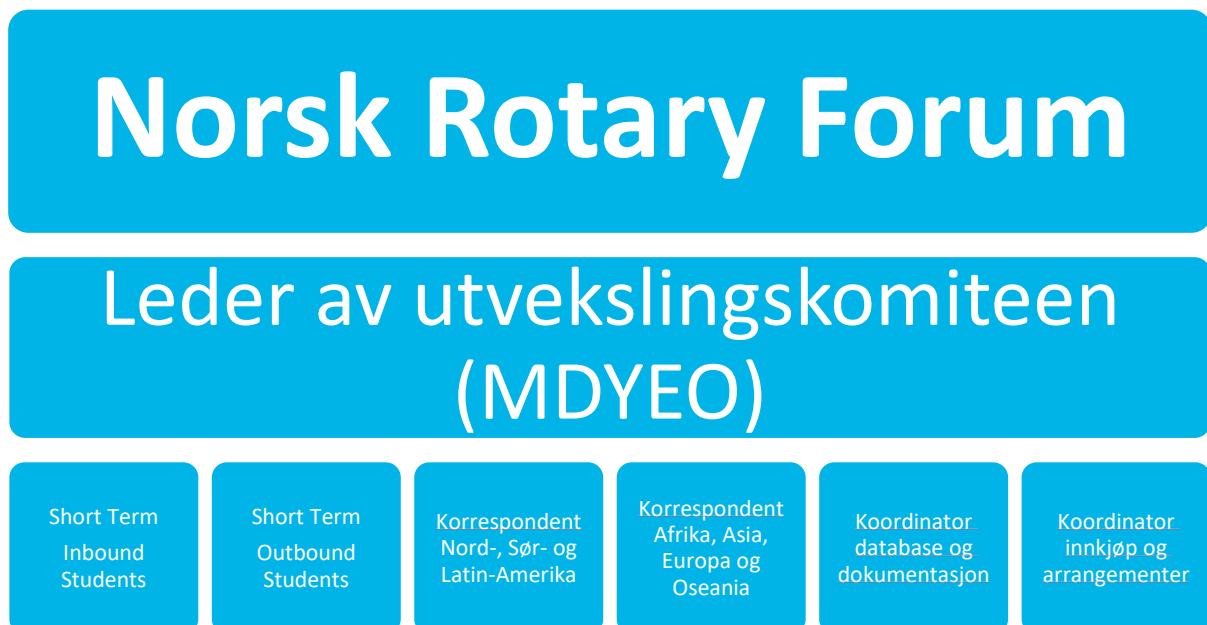 Norsk Rotary Forum
Leder av utvekslingskomiteen
(MDYEO)
Short Term
Inbound
Students
Short Term
Outbound
Students
Korrespondent
Nord-, Sør- og
Latin-Amerika
Korrespondent
Afrika, Asia,
Europa og
Oseania
Koordinator
database og
dokumentasjon
Koordinator
innkjøp og
arrangementer